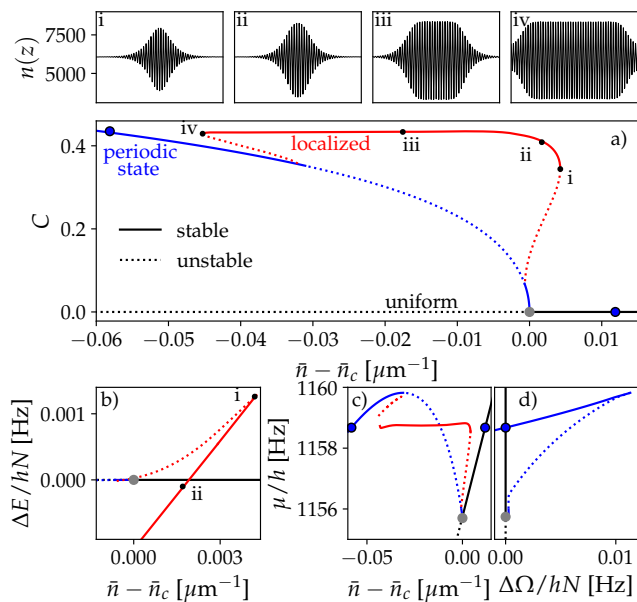 i ii iii iv
7500
5000
n(z)
a)
0.4
0.2
0.0
C
iv
periodic
state
localized
iii
ii
i
stable
unstable
uniform
−0.06 −0.05 −0.04 −0.03 −0.02 −0.01 0.00 0.01
n̄ − n̄c [μm⁻¹]
b)
i
ii
0.001
0.000
ΔE/hN [Hz]
0.000 0.003
n̄ − n̄c [μm⁻¹]
c)
1160
1158
1156
μ/h [Hz]
−0.05 0.00
n̄ − n̄c [μm⁻¹]
d)
0.00 0.01
ΔΩ/hN [Hz]